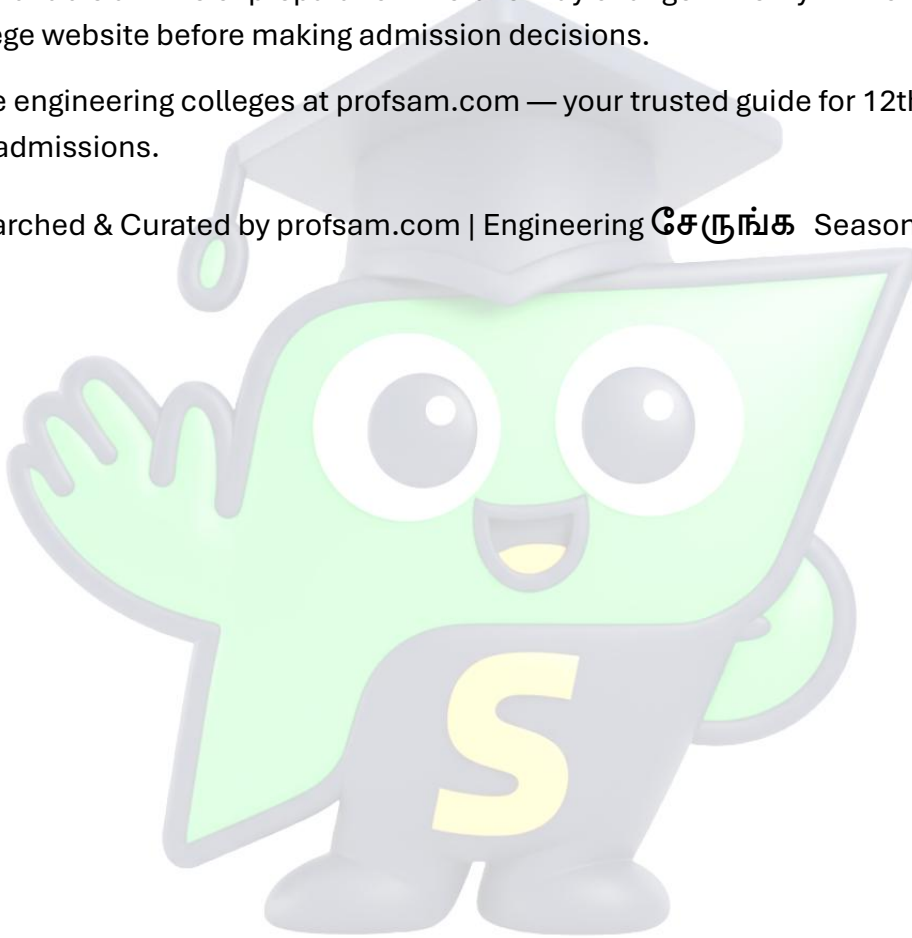 ege website before making admission decisions.
e engineering colleges at profsam.com — your trusted guide for 12th
admissions.
arched & Curated by profsam.com | Engineering சேருங்க Season
S